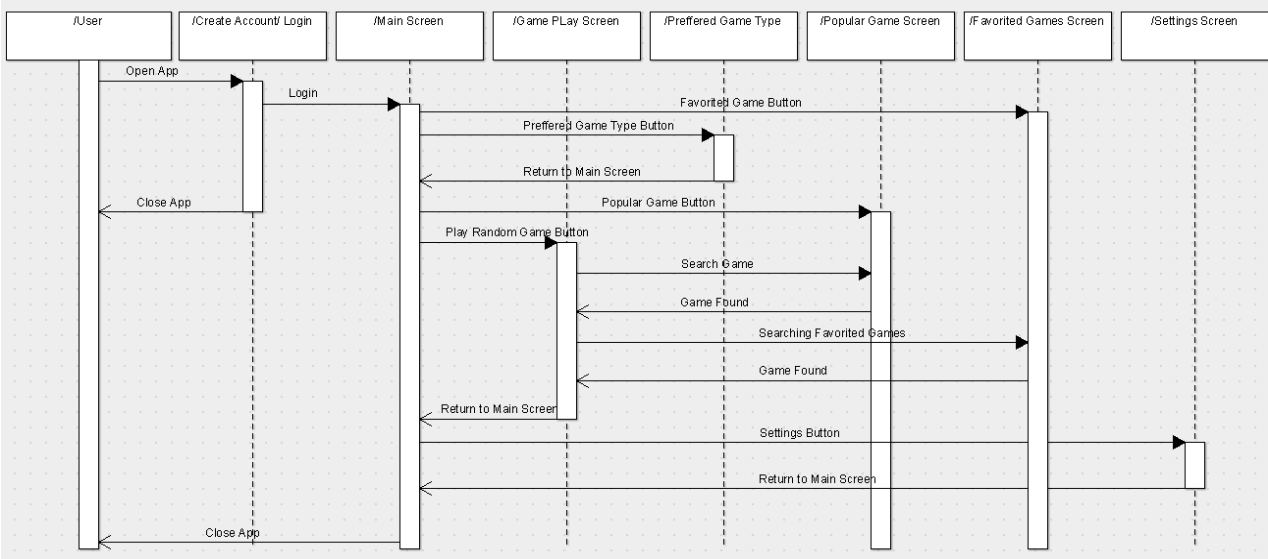 /User
/Create Account/ Login
/Main Screen
/Game PLay Screen
/Preffered Game Type
/Popular Game Screen
/Favorited Games Screen
/Settings Screen
Open App
Login
Favorited Game Button
Preffered Game Type Button
Return to Main Screen
Close App
Popular Game Button
Play Random Game Button
Search Game
Game Found
Searching Favorited Games
Game Found
Return to Main Screen
Settings Button
Return to Main Screen
Close App